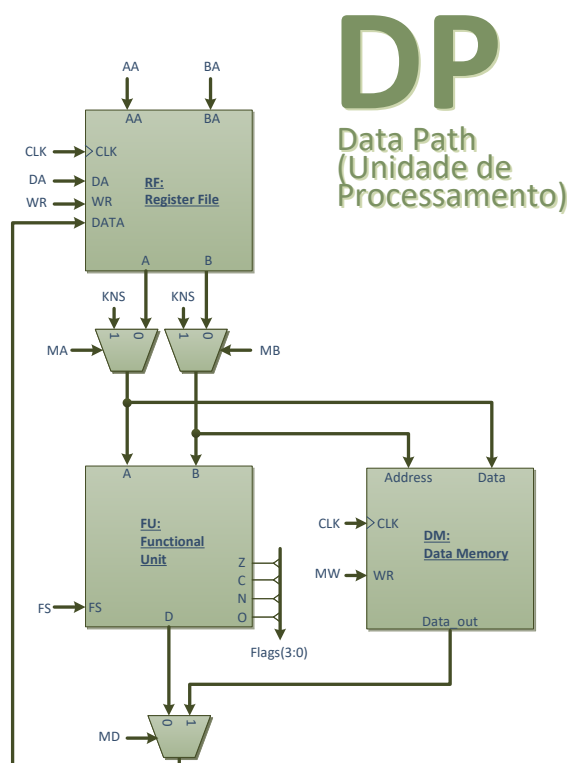 DP
Data Path
(Unidade de
Processamento)
AA BA
AA BA
CLK CLK
DA DA
WR WR
DATA
RF:
Register File
A B
KNS KNS
1 0 1 0
MA MB
A B
Address Data
FU:
Functional
Unit
CLK CLK
DM:
Data Memory
Z
C
N
O
MW WR
FS FS
D
Data_out
Flags(3:0)
0 1
MD